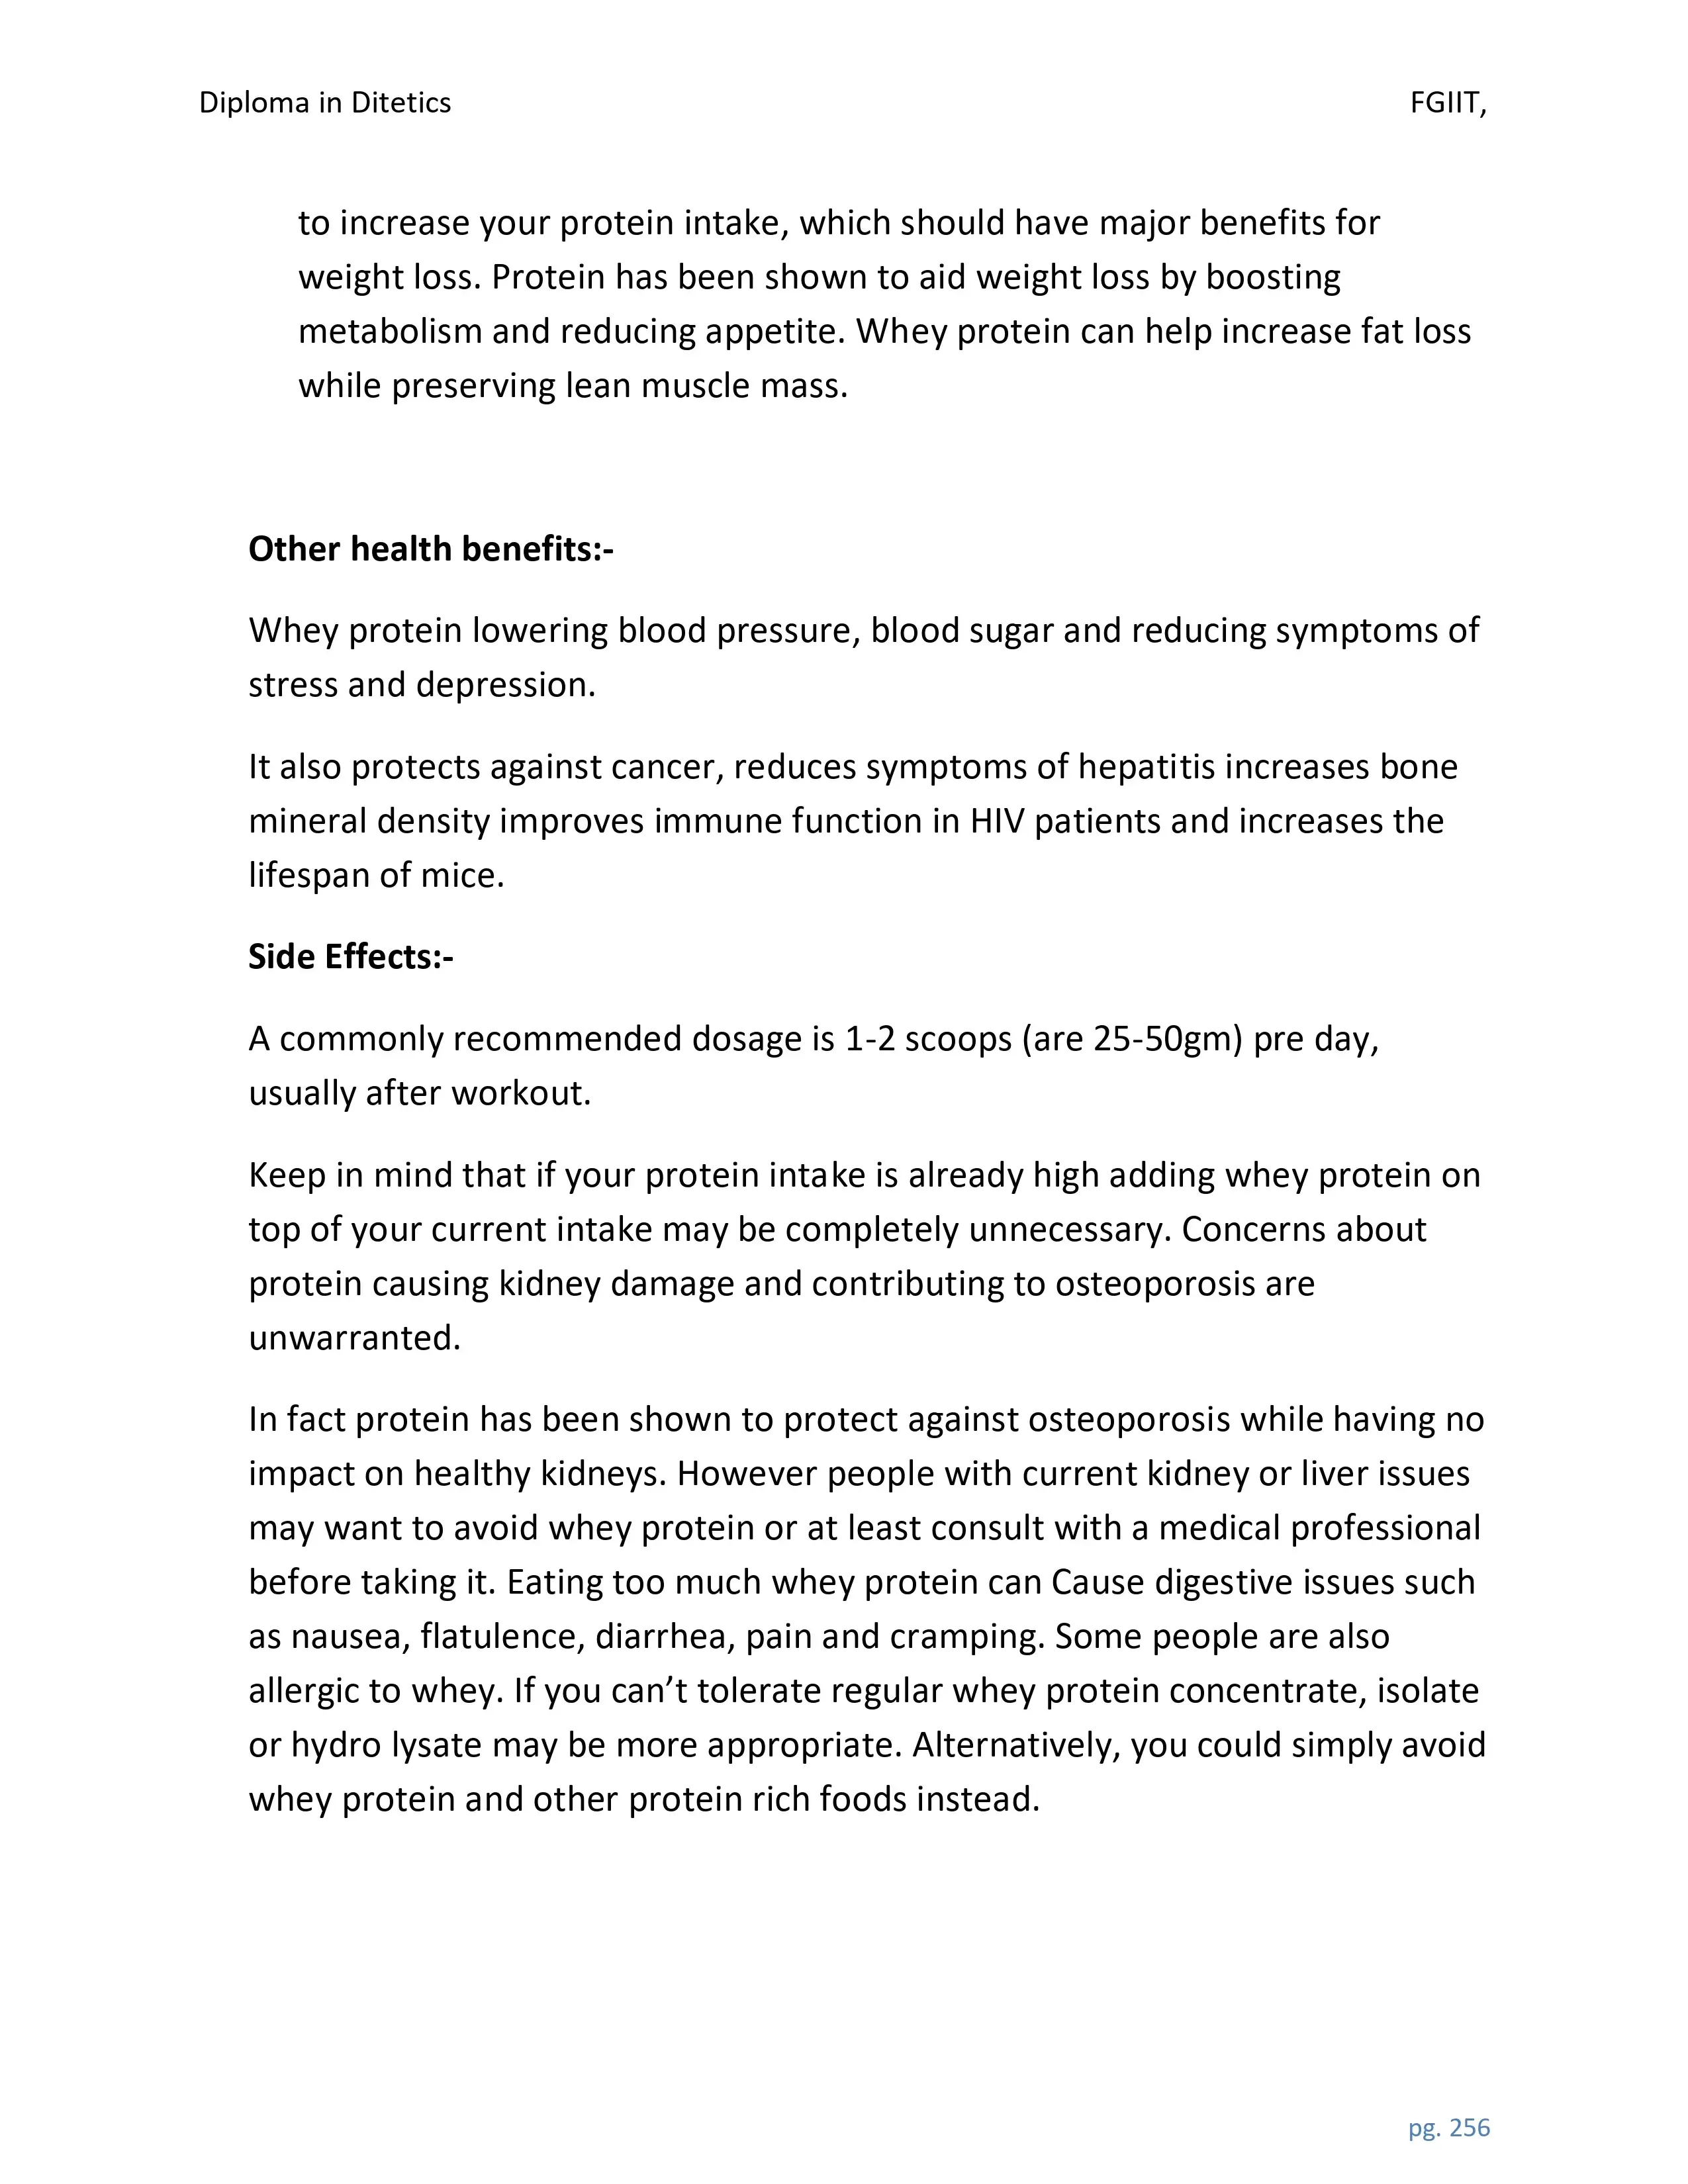 Diploma in Ditetics FGIIT,
to increase your protein intake, which should have major benefits for
weight loss. Protein has been shown to aid weight loss by boosting
metabolism and reducing appetite. Whey protein can help increase fat loss
while preserving lean muscle mass.
Other health benefits:-
Whey protein lowering blood pressure, blood sugar and reducing symptoms of
stress and depression.
It also protects against cancer, reduces symptoms of hepatitis increases bone
mineral density improves immune function in HIV patients and increases the
lifespan of mice.
Side Effects:-
A commonly recommended dosage is 1-2 scoops (are 25-50gm) pre day,
usually after workout.
Keep in mind that if your protein intake is already high adding whey protein on
top of your current intake may be completely unnecessary. Concerns about
protein causing kidney damage and contributing to osteoporosis are
unwarranted.
In fact protein has been shown to protect against osteoporosis while having no
impact on healthy kidneys. However people with current kidney or liver issues
may want to avoid whey protein or at least consult with a medical professional
before taking it. Eating too much whey protein can Cause digestive issues such
as nausea, flatulence, diarrhea, pain and cramping. Some people are also
allergic to whey. If you can’t tolerate regular whey protein concentrate, isolate
or hydro lysate may be more appropriate. Alternatively, you could simply avoid
whey protein and other protein rich foods instead.
pg. 256